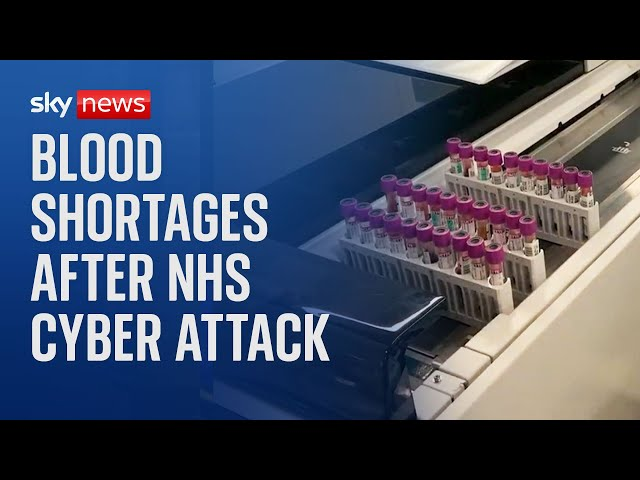 sky news
BLOOD
SHORTAGES
AFTER NHS
CYBER ATTACK